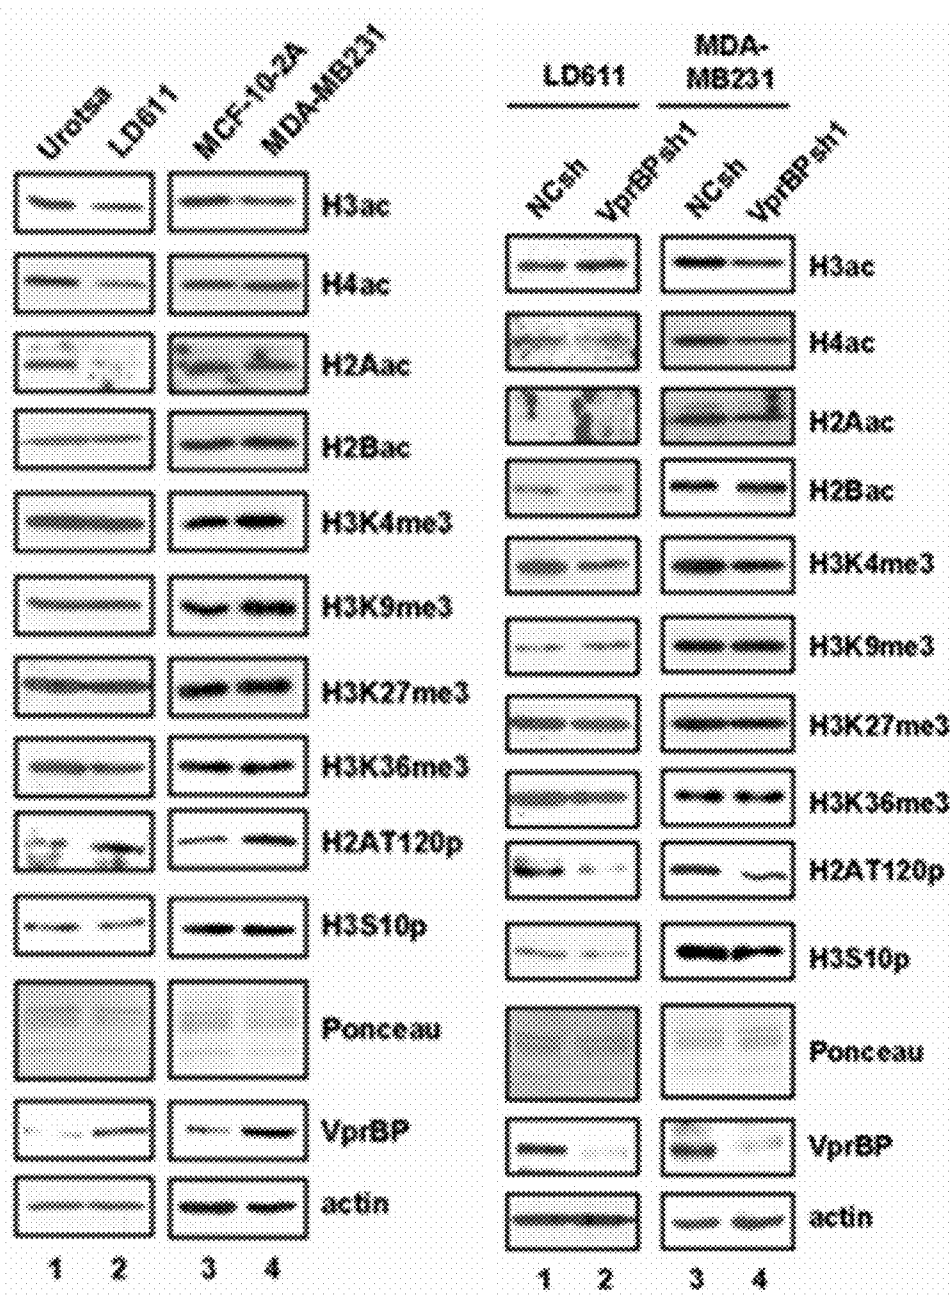 Urotsa
LD611
MCF-10-2A
MDA-MB231
H3ac
H4ac
H2Aac
H2Bac
H3K4me3
H3K9me3
H3K27me3
H3K36me3
H2AT120p
H3S10p
Ponceau
VprBP
actin
1 2 3 4
LD611
MDA-
MB231
NCsh
VprBPsh1
NCsh
VprBPsh1
H3ac
H4ac
H2Aac
H2Bac
H3K4me3
H3K9me3
H3K27me3
H3K36me3
H2AT120p
H3S10p
Ponceau
VprBP
actin
1 2 3 4